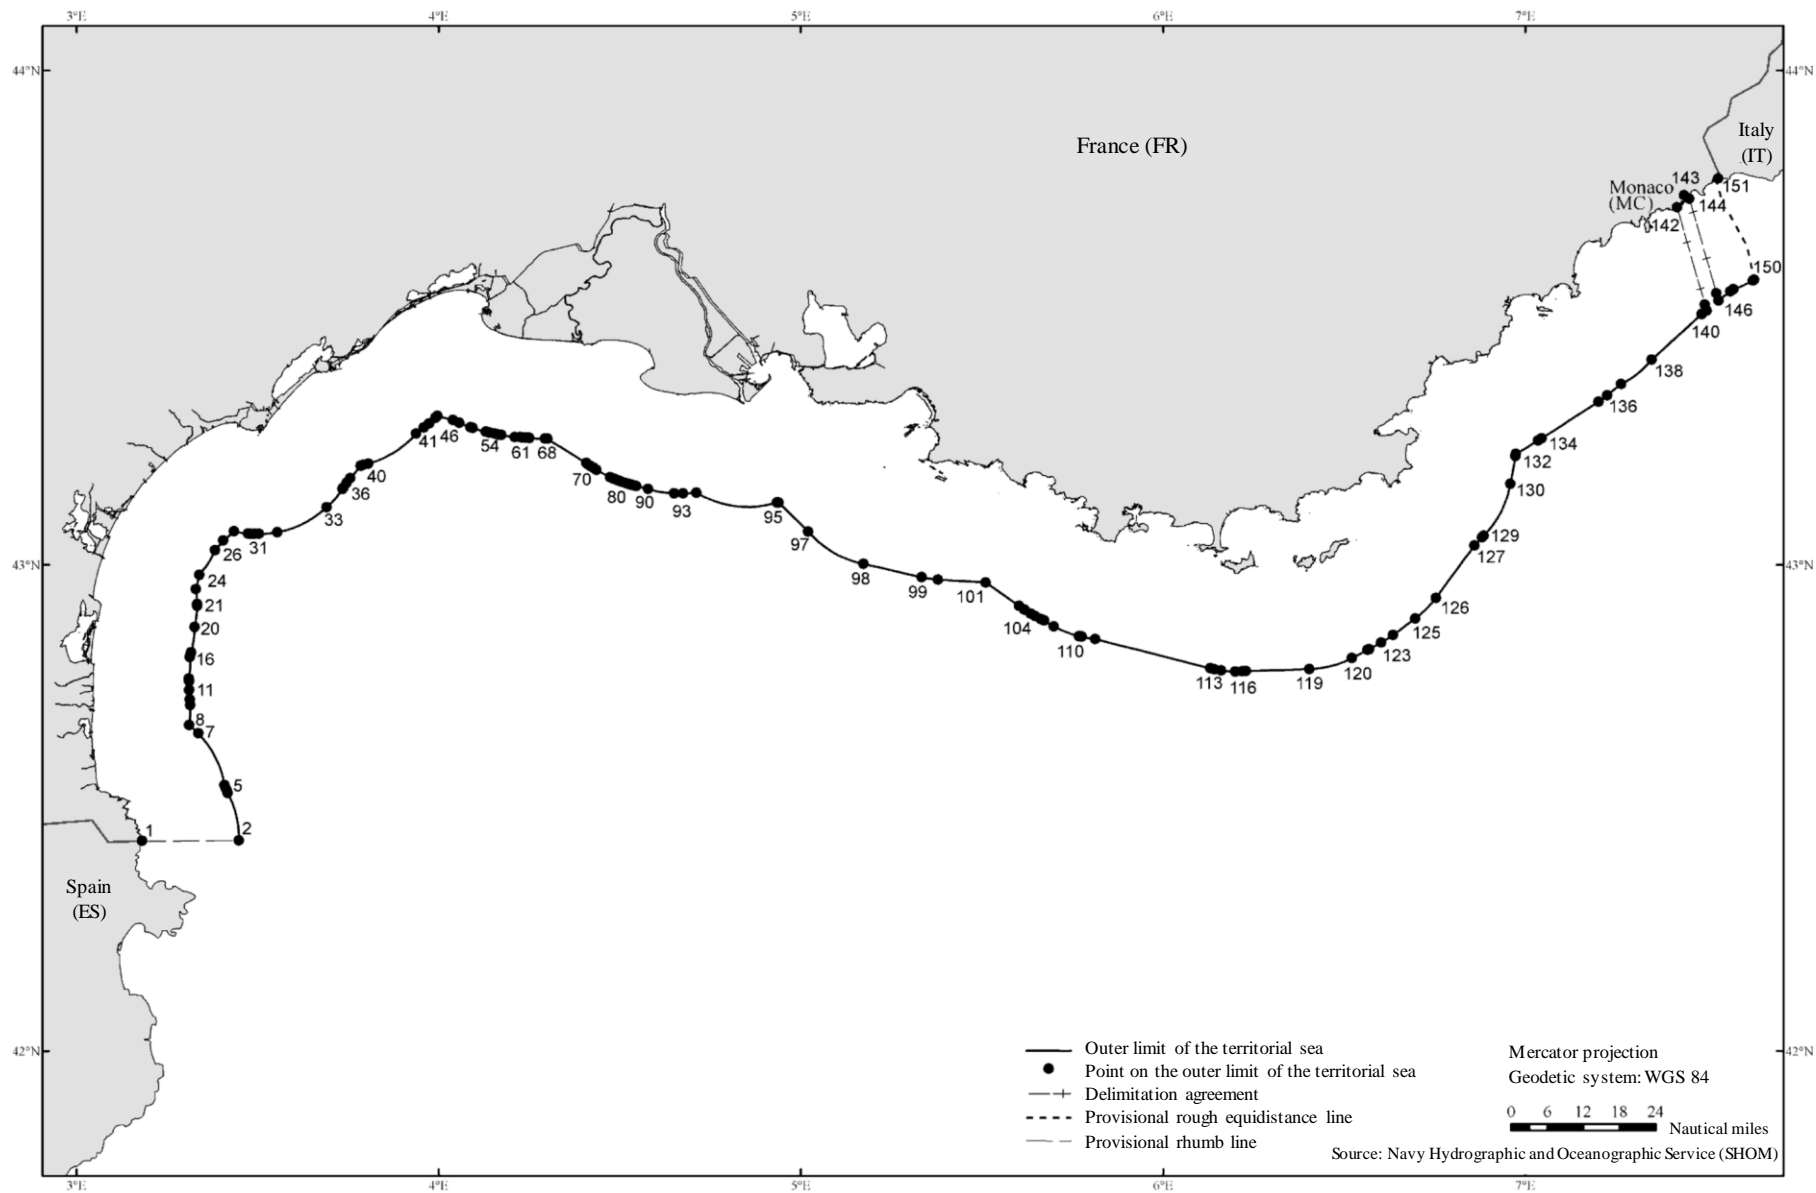 3°E 4°E 5°E 6°E 7°E
44°N 44°N
France (FR)
Italy
(IT)
Monaco
(MC)
143
151
144
142
150
146
140
138
136
134
132
130
129
127
126
125
123
120
119
116
113
110
104
101
99
98
97
95
93
90
80
70
68
61
54
46
41
40
36
33
31
26
24
21
20
16
11
8
7
5
2
1
43°N 43°N
Spain
(ES)
42°N 42°N
Outer limit of the territorial sea
Point on the outer limit of the territorial sea
Delimitation agreement
Provisional rough equidistance line
Provisional rhumb line
Mercator projection
Geodetic system: WGS 84
0 6 12 18 24
Nautical miles
Source: Navy Hydrographic and Oceanographic Service (SHOM)
3°E 4°E 5°E 6°E 7°E